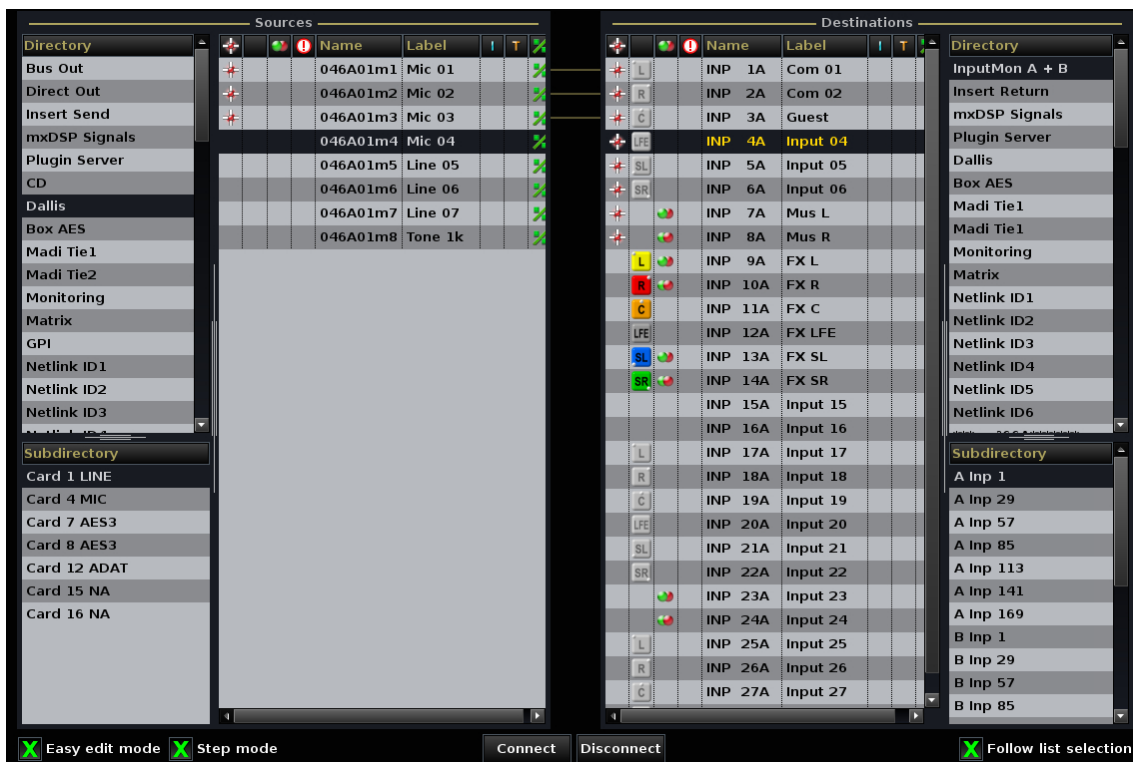 Sources
Directory
Bus Out
Direct Out
Insert Send
mxDSP Signals
Plugin Server
CD
Dallis
Box AES
Madi Tie1
Madi Tie2
Monitoring
Matrix
GPI
Netlink ID1
Netlink ID2
Netlink ID3
Subdirectory
Card 1 LINE
Card 4 MIC
Card 7 AES3
Card 8 AES3
Card 12 ADAT
Card 15 NA
Card 16 NA
Name Label I T
046A01m1 Mic 01
046A01m2 Mic 02
046A01m3 Mic 03
046A01m4 Mic 04
046A01m5 Line 05
046A01m6 Line 06
046A01m7 Line 07
046A01m8 Tone 1k
Destinations
Name Label I T
L INP 1A Com 01
R INP 2A Com 02
C INP 3A Guest
LFE INP 4A Input 04
SL INP 5A Input 05
SR INP 6A Input 06
INP 7A Mus L
INP 8A Mus R
L INP 9A FX L
R INP 10A FX R
C INP 11A FX C
LFE INP 12A FX LFE
SL INP 13A FX SL
SR INP 14A FX SR
INP 15A Input 15
INP 16A Input 16
L INP 17A Input 17
R INP 18A Input 18
C INP 19A Input 19
LFE INP 20A Input 20
SL INP 21A Input 21
SR INP 22A Input 22
INP 23A Input 23
INP 24A Input 24
L INP 25A Input 25
R INP 26A Input 26
C INP 27A Input 27
Directory
InputMon A + B
Insert Return
mxDSP Signals
Plugin Server
Dallis
Box AES
Madi Tie1
Madi Tie1
Monitoring
Matrix
Netlink ID1
Netlink ID2
Netlink ID3
Netlink ID4
Netlink ID5
Netlink ID6
Subdirectory
A Inp 1
A Inp 29
A Inp 57
A Inp 85
A Inp 113
A Inp 141
A Inp 169
B Inp 1
B Inp 29
B Inp 57
B Inp 85
X Easy edit mode X Step mode Connect Disconnect X Follow list selection